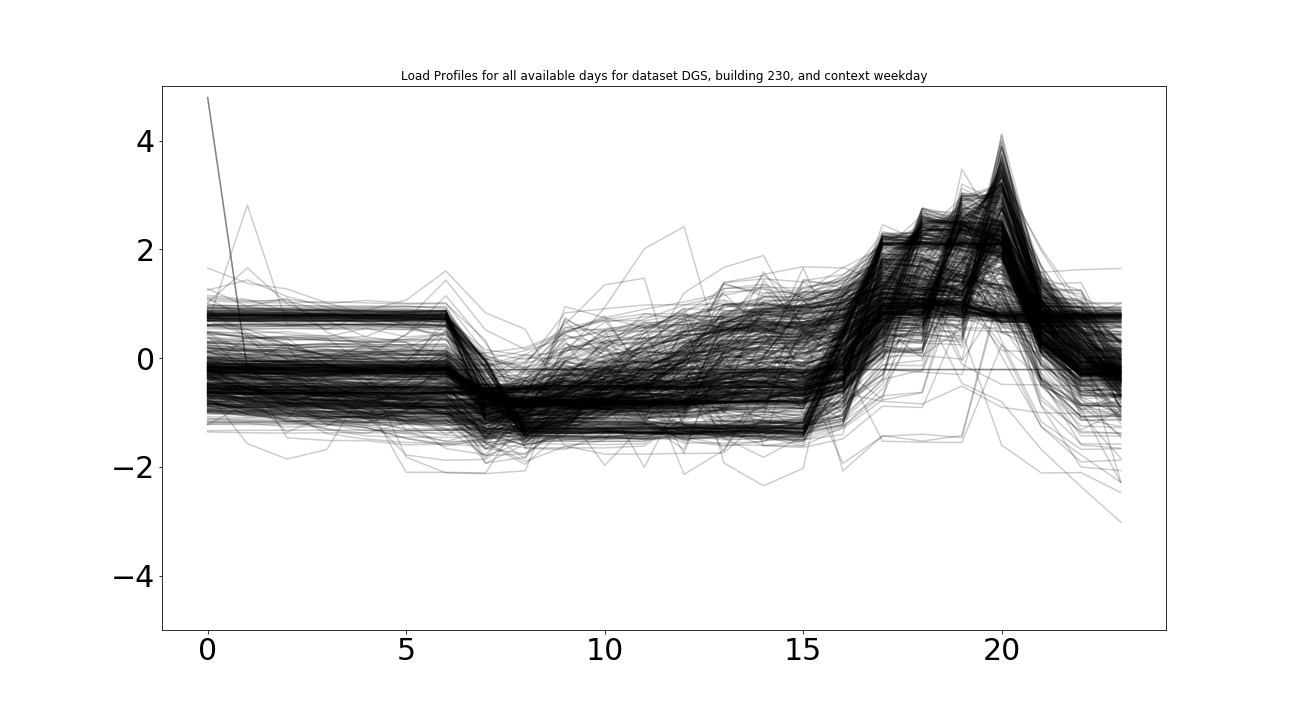 Load Profiles for all available days for dataset DGS, building 230, and context weekday
4
2
0
−2
−4
0 5 10 15 20